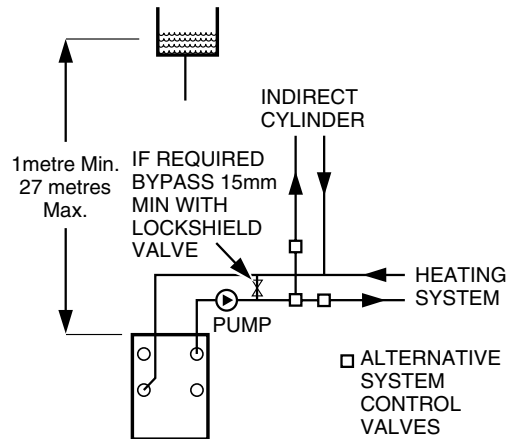 INDIRECT
CYLINDER
1metre Min.
27 metres
Max.
IF REQUIRED
BYPASS 15mm
MIN WITH
LOCKSHIELD
VALVE
HEATING
SYSTEM
PUMP
ALTERNATIVE
SYSTEM
CONTROL
VALVES